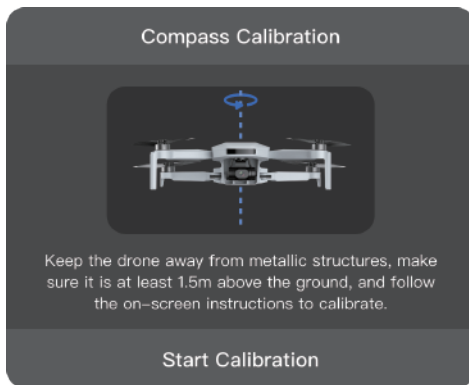 Compass Calibration
Keep the drone away from metallic structures, make
sure it is at least 1.5m above the ground, and follow
the on-screen instructions to calibrate.
Start Calibration